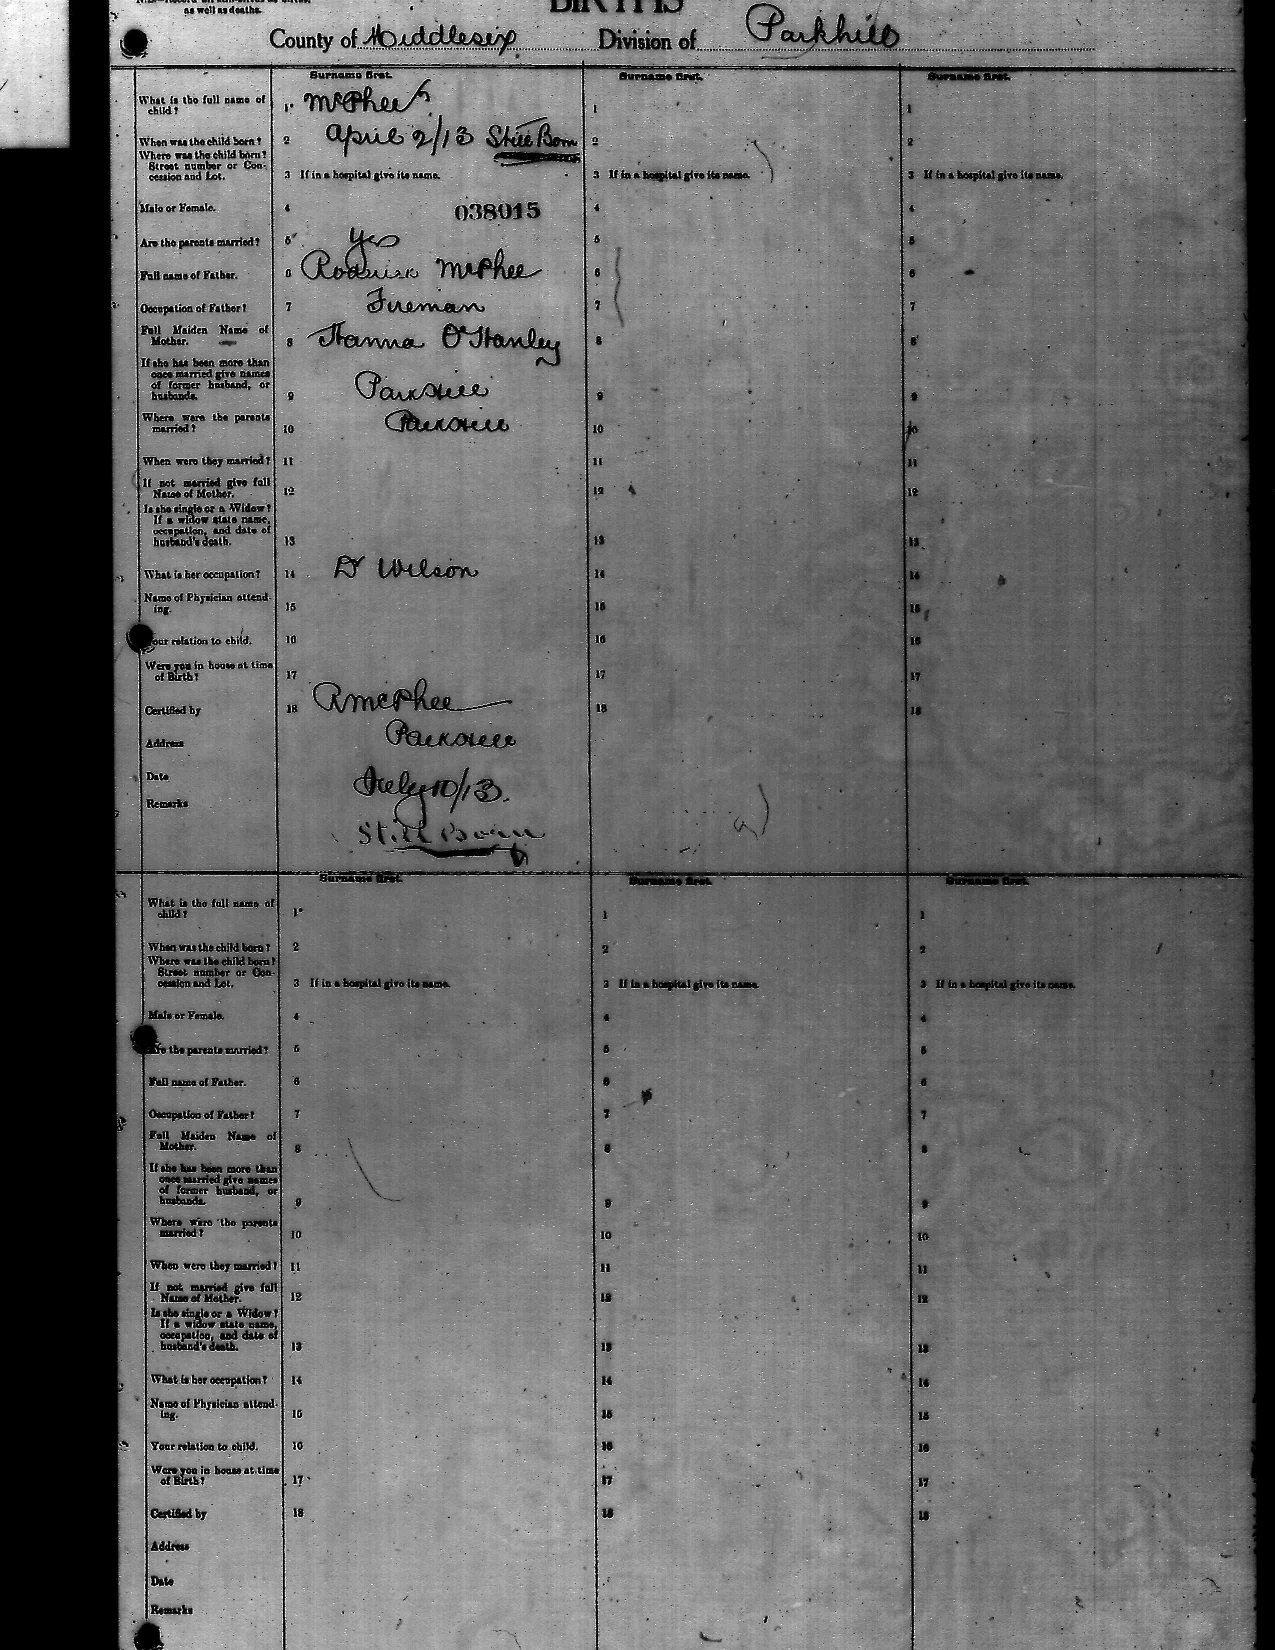 as well as deaths.
BIRTHS
County of Middlesex Division of Parkhill
Surname first. Surname first. Surname first.
What is the full name of child? 1 McPhee 1 1
When was the child born? 2 April 2/13 Still Born 2 2
Where was the child born? Street number or Concession and Lot. 3 If in a hospital give its name. 3 If in a hospital give its name. 3 If in a hospital give its name.
Male or Female. 4 038015 4 4
Are the parents married? 5 Yes 5 5
Full name of Father. 6 Roderick McPhee 6 6
Occupation of Father? 7 Fireman 7 7
Full Maiden Name of Mother. 8 Hanna O'Hanley 8 8
If she has been more than once married give names of former husband, or husbands. 9 Parkhill 9 9
Where were the parents married? 10 Parkhill 10 10
When were they married? 11 11 11
If not married give full Name of Mother. 12 12 12
Is she single or a Widow? If a widow state name, occupation, and date of husband's death. 13 13 13
What is her occupation? 14 Dr Wilson 14 14
Name of Physician attending. 15 15 15
Your relation to child. 16 16 16
Were you in house at time of Birth? 17 17 17
Certified by 18 R McPhee 18 18
Address Parkhill
Date July 10/13.
Remarks Still Born
Surname first. Surname first. Surname first.
What is the full name of child? 1 1 1
When was the child born? 2 2 2
Where was the child born? Street number or Concession and Lot. 3 If in a hospital give its name. 3 If in a hospital give its name. 3 If in a hospital give its name.
Male or Female. 4 4 4
Are the parents married? 5 5 5
Full name of Father. 6 6 6
Occupation of Father? 7 7 7
Full Maiden Name of Mother. 8 8 8
If she has been more than once married give names of former husband, or husbands. 9 9 9
Where were the parents married? 10 10 10
When were they married? 11 11 11
If not married give full Name of Mother. 12 12 12
Is she single or a Widow? If a widow state name, occupation, and date of husband's death. 13 13 13
What is her occupation? 14 14 14
Name of Physician attending. 15 15 15
Your relation to child. 16 16 16
Were you in house at time of Birth? 17 17 17
Certified by 18 18 18
Address
Date
Remarks